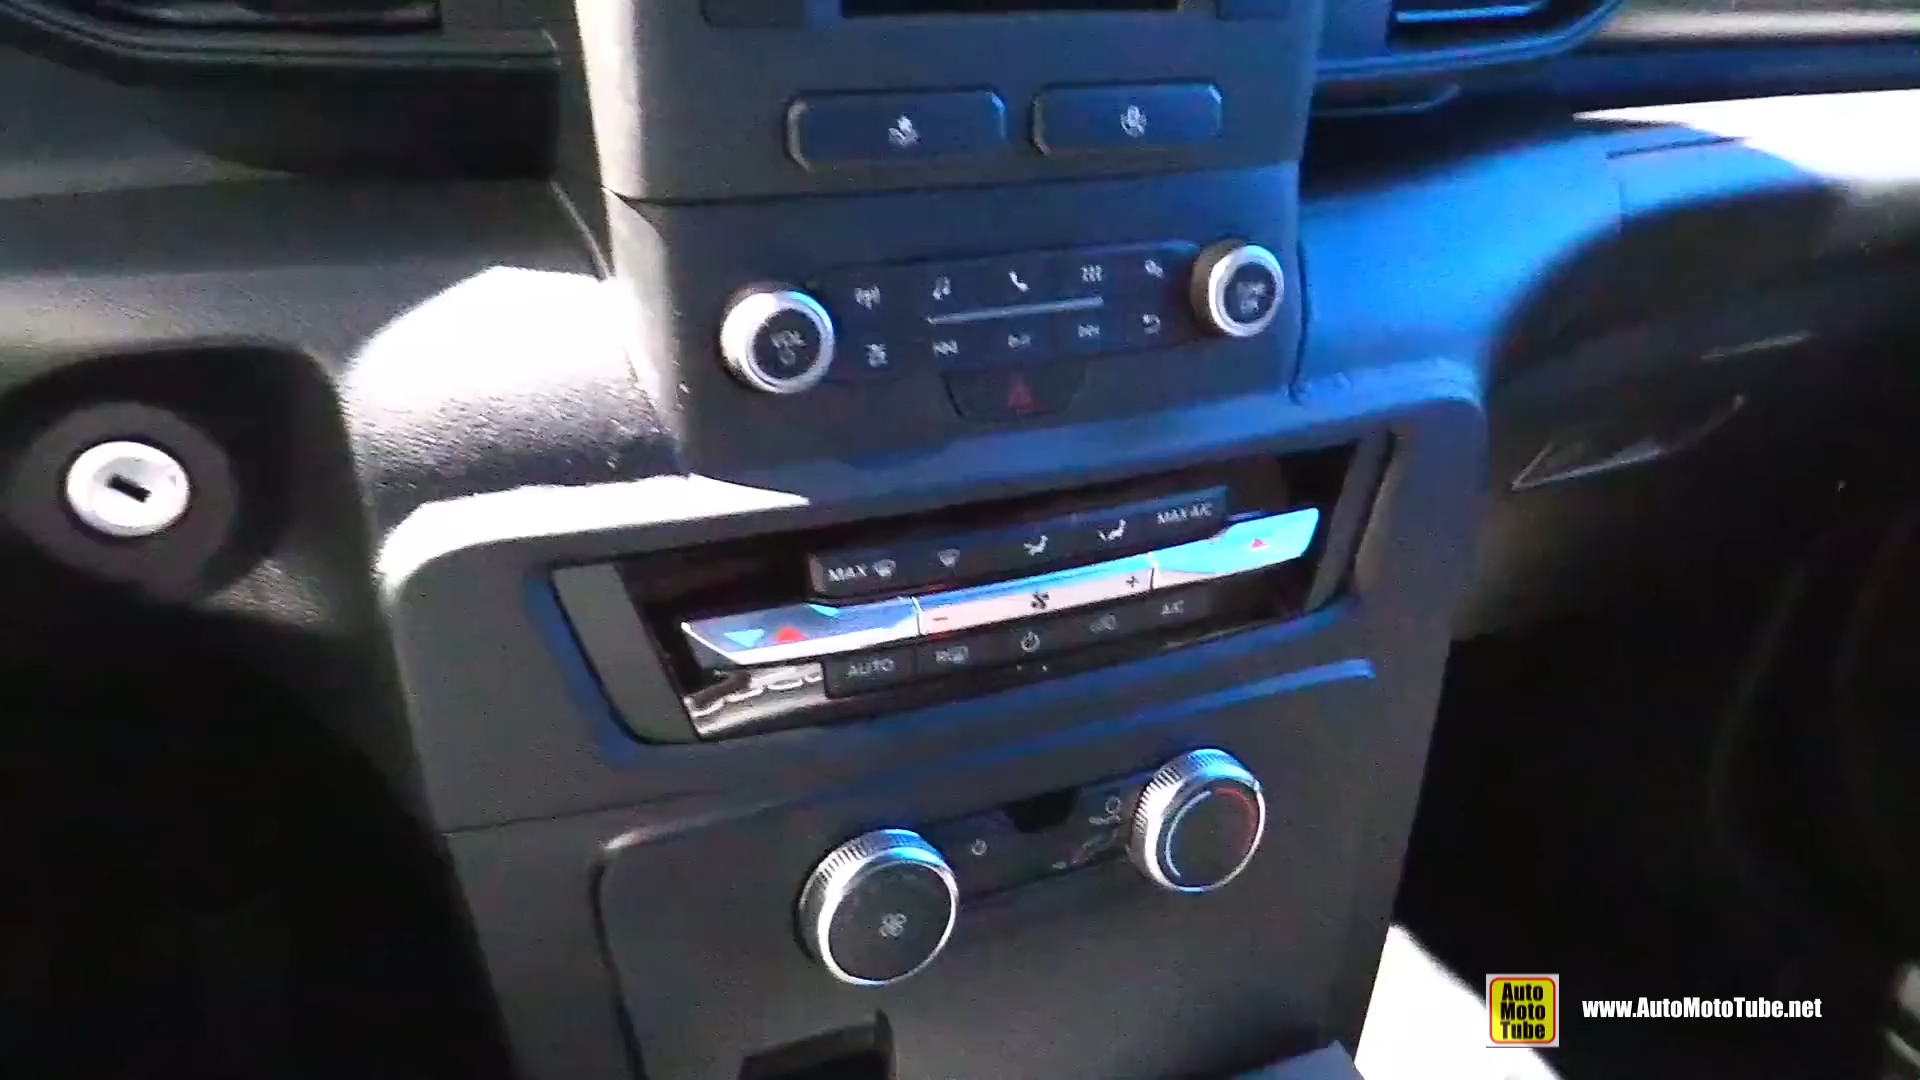 VOL
MAX
MAX A/C
- +
AUTO
R
A/C
Auto
Moto
Tube
www.AutoMotoTube.net